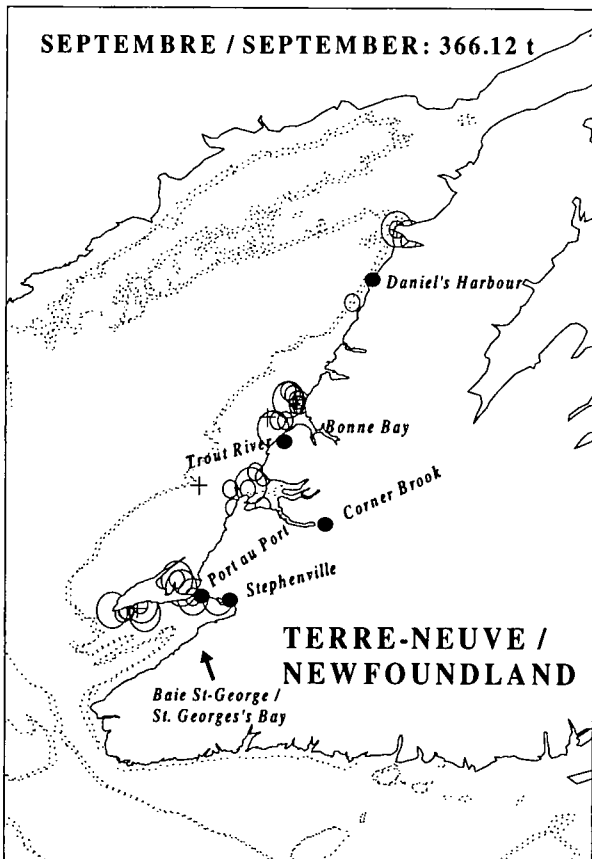 SEPTEMBRE / SEPTEMBER: 366.12 t
Daniel's Harbour
Bonne Bay
Trout River
Corner Brook
Port au Port
Stephenville
TERRE-NEUVE /
NEWFOUNDLAND
Baie St-George /
St. Georges's Bay